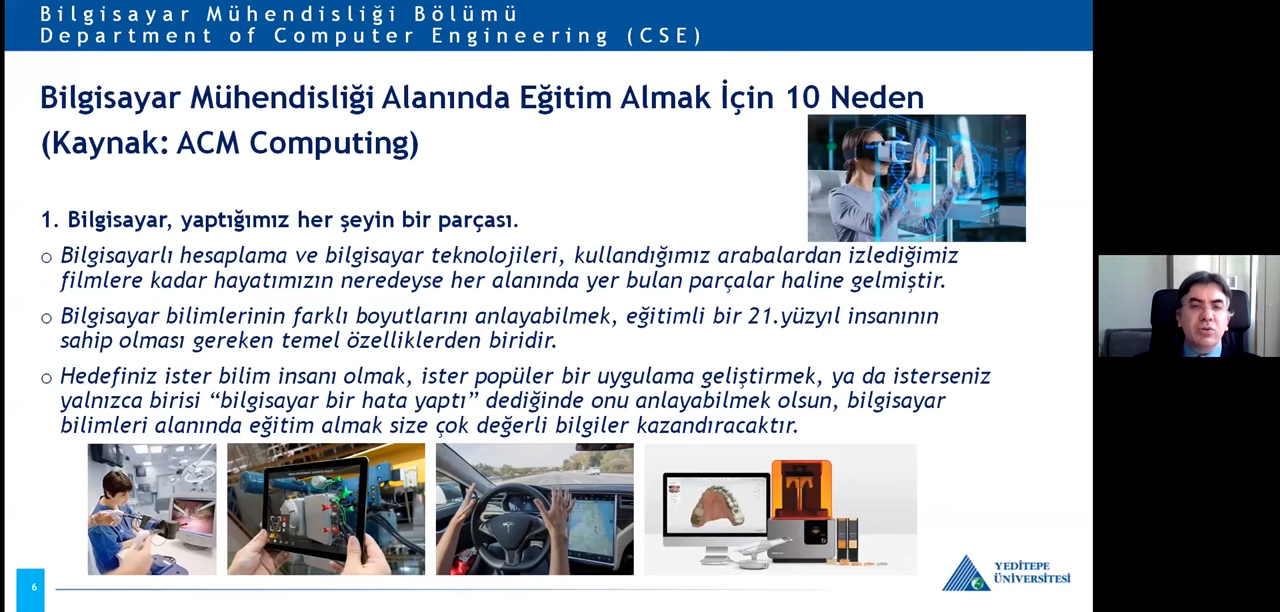 Bilgisayar Mühendisliği Bölümü
Department of Computer Engineering (CSE)
Bilgisayar Mühendisliği Alanında Eğitim Almak İçin 10 Neden
(Kaynak: ACM Computing)
1. Bilgisayar, yaptığımız her şeyin bir parçası.
o Bilgisayarlı hesaplama ve bilgisayar teknolojileri, kullandığımız arabalardan izlediğimiz
filmlere kadar hayatımızın neredeyse her alanında yer bulan parçalar haline gelmiştir.
o Bilgisayar bilimlerinin farklı boyutlarını anlayabilmek, eğitimli bir 21.yüzyıl insanının
sahip olması gereken temel özelliklerden biridir.
o Hedefiniz ister bilim insanı olmak, ister popüler bir uygulama geliştirmek, ya da isterseniz
yalnızca birisi “bilgisayar bir hata yaptı” dediğinde onu anlayabilmek olsun, bilgisayar
bilimleri alanında eğitim almak size çok değerli bilgiler kazandıracaktır.
6
YEDİTEPE
ÜNİVERSİTESİ